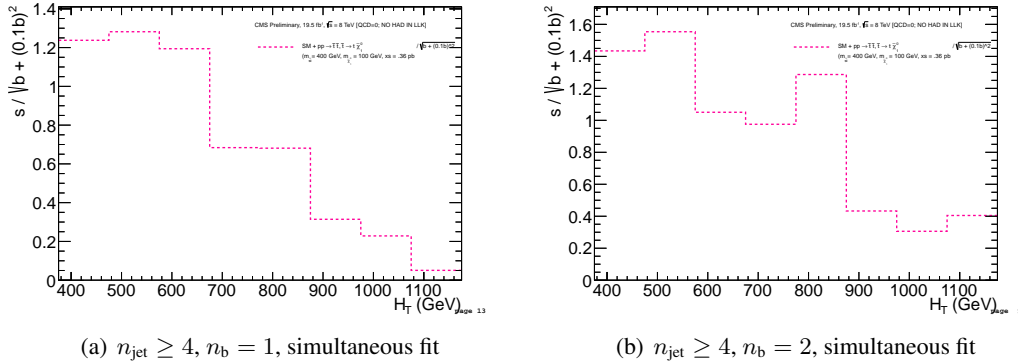 CMS Preliminary, 19.5 fb⁻¹, √s = 8 TeV [QCD=0; NO HAD IN LLK]
SM + pp → t̃ t̃, t̃ → t χ̃⁰₁ / √b + (0.1b)^2
= 400 GeV, m = 100 GeV, xs = .36 pb
s / √b + (0.1b)²
1.4
1.2
1
0.8
0.6
0.4
0.2
0
400 500 600 700 800 900 1000 1100
H_T (GeV)
page 13
(a) n_jet ≥ 4, n_b = 1, simultaneous fit
CMS Preliminary, 19.5 fb⁻¹, √s = 8 TeV [QCD=0; NO HAD IN LLK]
SM + pp → t̃ t̃, t̃ → t χ̃⁰₁ / √b + (0.1b)^2
= 400 GeV, m = 100 GeV, xs = .36 pb
s / √b + (0.1b)²
1.6
1.4
1.2
1
0.8
0.6
0.4
0.2
0
400 500 600 700 800 900 1000 1100
H_T (GeV)
page
(b) n_jet ≥ 4, n_b = 2, simultaneous fit